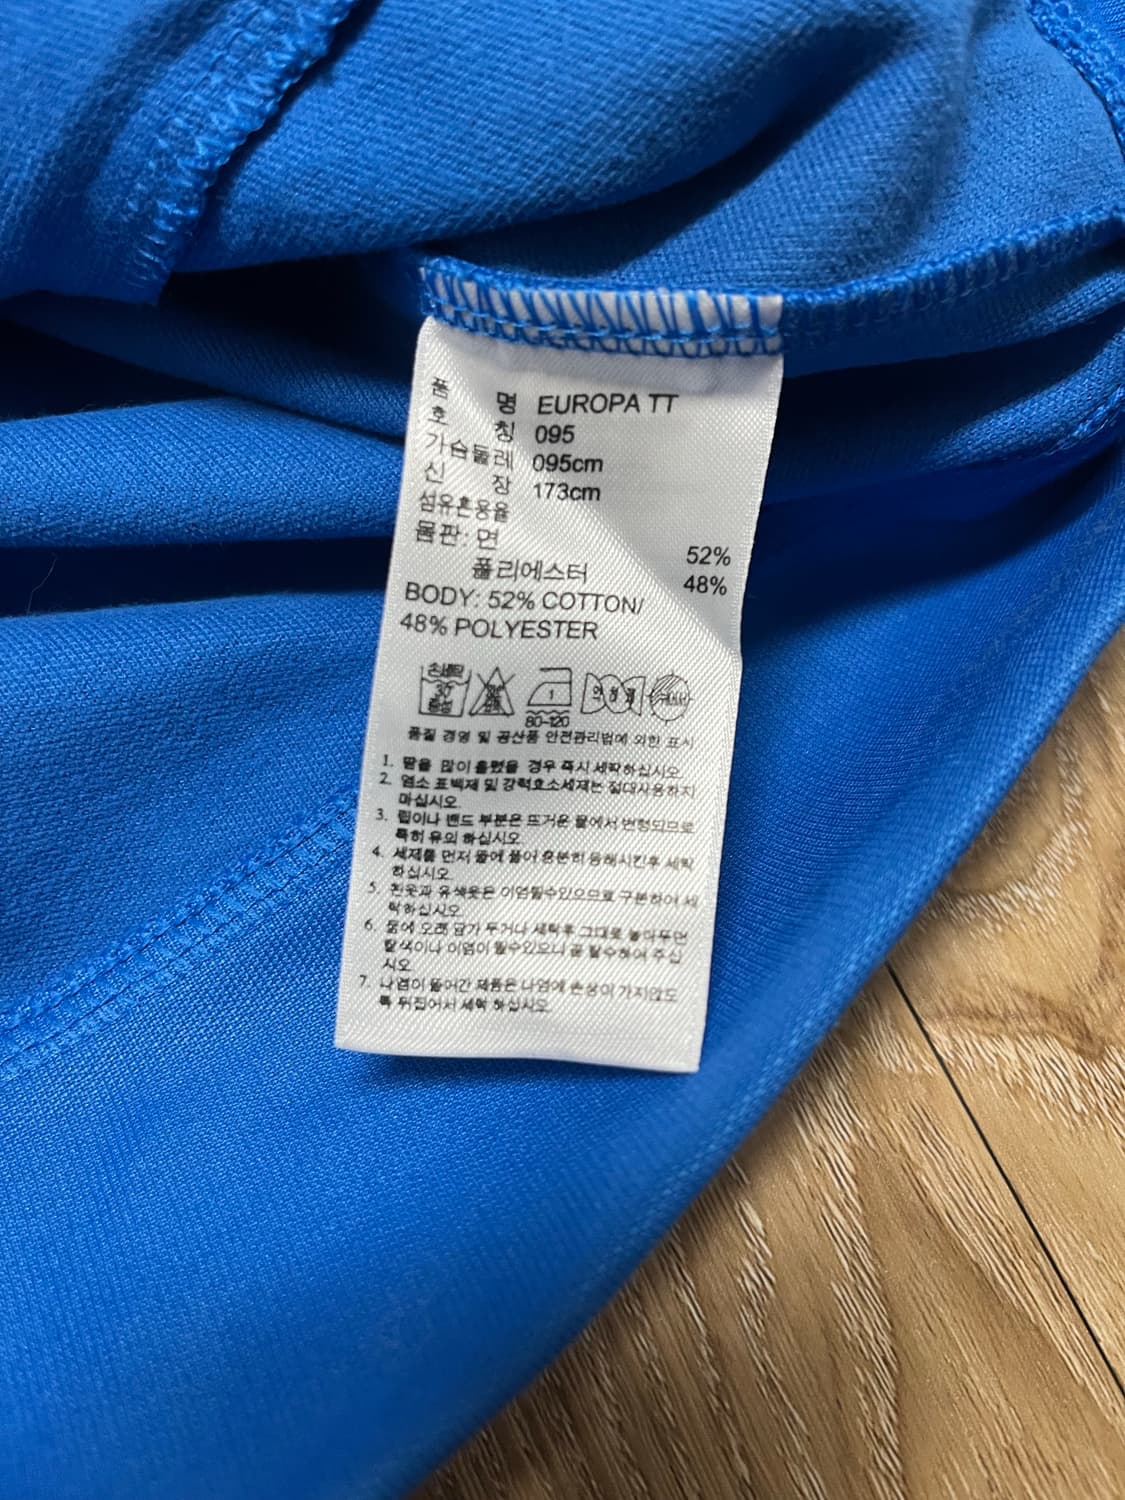 품 명 EUROPA TT
호 칭 095
가슴둘레 095cm
신 장 173cm
섬유혼용율
몸판: 면 52%
폴리에스터 48%
BODY: 52% COTTON/
48% POLYESTER
손세탁
30°
중성
1
80-120
품질 경영 및 공산품 안전관리법에 의한 표시
1. 땀을 많이 흘렸을 경우 즉시 세탁하십시오.
2. 염소 표백제 및 강력효소세제는 절대사용하지
마십시오.
3. 립이나 밴드 부분은 뜨거운 물에서 변형되므로
특히 유의 하십시오.
4. 세제를 먼저 물에 풀어 충분히 용해시킨후 세탁
하십시오.
5. 흰옷과 유색옷은 이염될수있으므로 구분하여 세
탁하십시오.
6. 물에 오래 담가 두거나 세탁후 그대로 놓아두면
탈색이나 이염이 될수있으니 곧 탈수하여 주십
시오.
7. 나염이 들어간 제품은 나염에 손상이 가지않도
록 뒤집어서 세탁 하십시오.